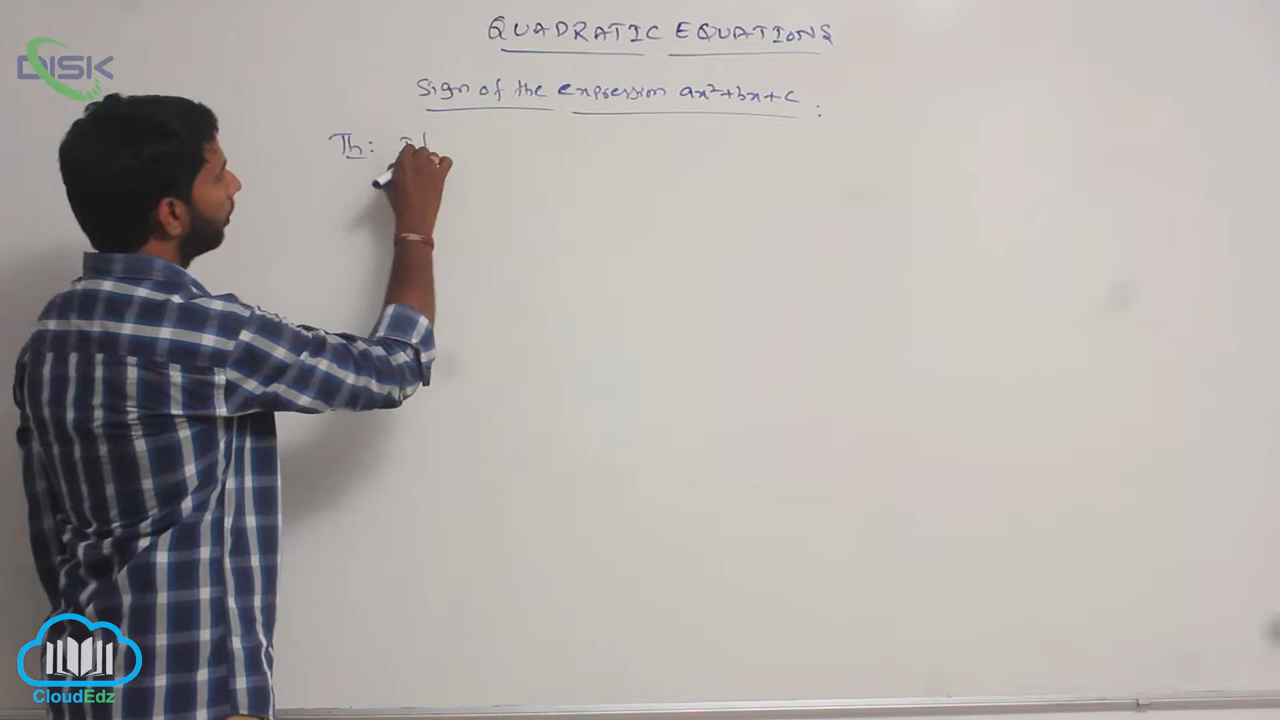 DISK
QUADRATIC EQUATIONS
Sign of the expression ax²+bx+c :
Th:
CloudEdz